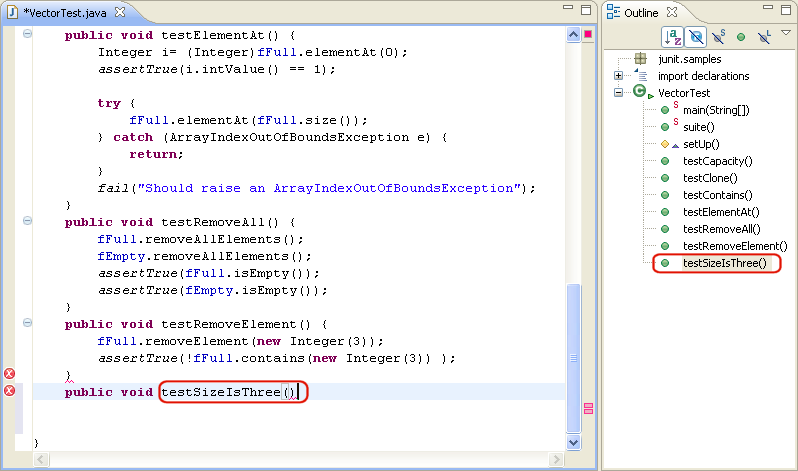 *VectorTest.java
public void testElementAt() {
Integer i= (Integer)fFull.elementAt(0);
assertTrue(i.intValue() == 1);
try {
fFull.elementAt(fFull.size());
} catch (ArrayIndexOutOfBoundsException e) {
return;
}
fail("Should raise an ArrayIndexOutOfBoundsException");
}
public void testRemoveAll() {
fFull.removeAllElements();
fEmpty.removeAllElements();
assertTrue(fFull.isEmpty());
assertTrue(fEmpty.isEmpty());
}
public void testRemoveElement() {
fFull.removeElement(new Integer(3));
assertTrue(!fFull.contains(new Integer(3)) );
}
public void testSizeIsThree()
}
Outline
junit.samples
import declarations
VectorTest
main(String[])
suite()
setUp()
testCapacity()
testClone()
testContains()
testElementAt()
testRemoveAll()
testRemoveElement()
testSizeIsThree()